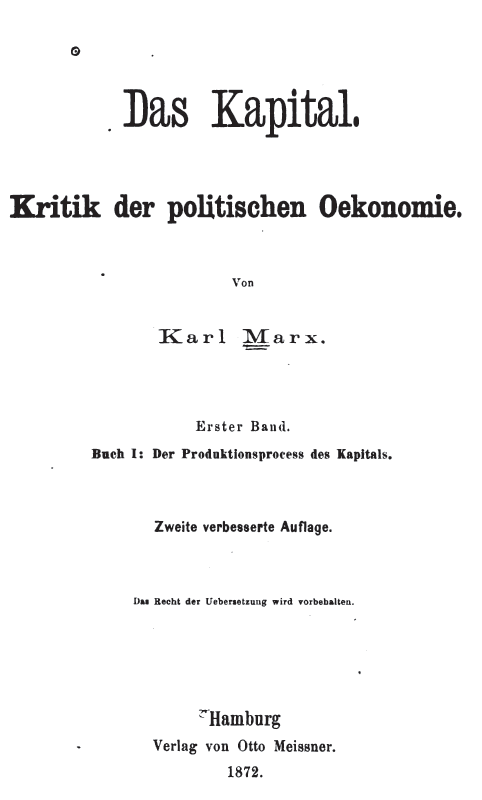 Das Kapital.
Kritik der politischen Oekonomie.
Von
Karl Marx.
Erster Band.
Buch I: Der Produktionsprocess des Kapitals.
Zweite verbesserte Auflage.
Das Recht der Uebersetzung wird vorbehalten.
Hamburg
Verlag von Otto Meissner.
1872.